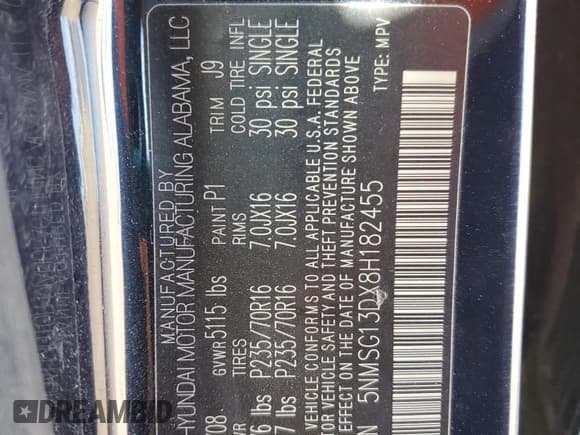 MANUFACTURED BY
HYUNDAI MOTOR MANUFACTURING ALABAMA, LLC
/08 GVWR 5115 lbs PAINT P1 TRIM J9
WR TIRES RIMS COLD TIRE INFL
6 lbs P235/70R16 7.0JX16 30 psi SINGLE
7 lbs P235/70R16 7.0JX16 30 psi SINGLE
VEHICLE CONFORMS TO ALL APPLICABLE U.S.A. FEDERAL
VEHICLE SAFETY AND THEFT PREVENTION STANDARDS
EFFECT ON THE DATE OF MANUFACTURE SHOWN ABOVE
N 5NMSG13DX8H182455 TYPE: MPV
DREAMBID